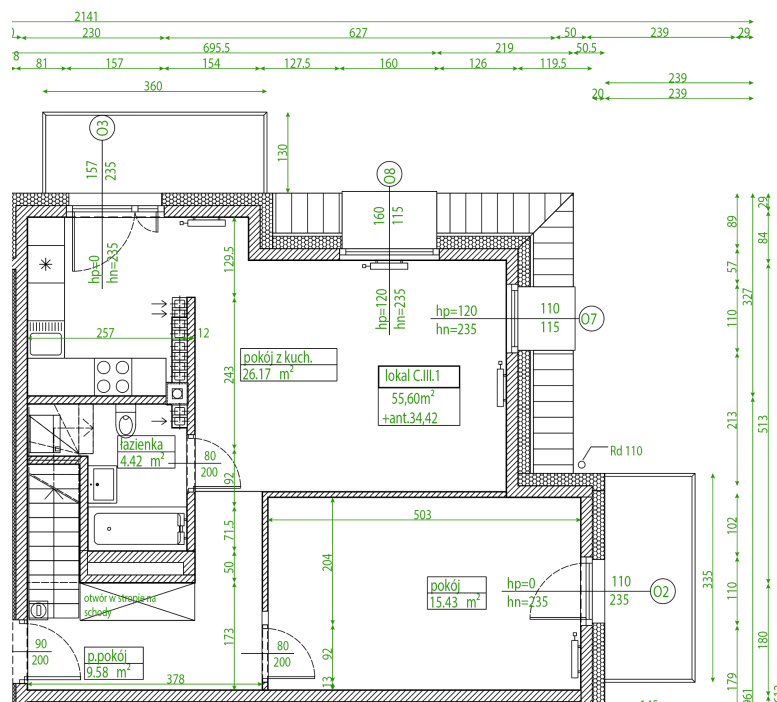 2141
230
627
50
239
29
695.5
219
50.5
8
81
157
154
127.5
160
126
119.5
239
360
20
239
O3
157
235
130
O8
160
115
29
89
84
hp=0
hn=235
129.5
57
327
hp=120
hn=235
hp=120
hn=235
110
115
O7
110
257
12
pokój z kuch.
26.17 m²
243
lokal C.III.1
55,60m²
+ant.34,42
213
513
łazienka
4.42 m²
80
200
Rd 110
92
503
71.5
102
204
50
335
110
otwór w stropie na
schody
pokój
15.43 m²
hp=0
hn=235
110
235
O2
173
180
90
200
p.pokój
9.58 m²
80
200
92
378
13
179
961